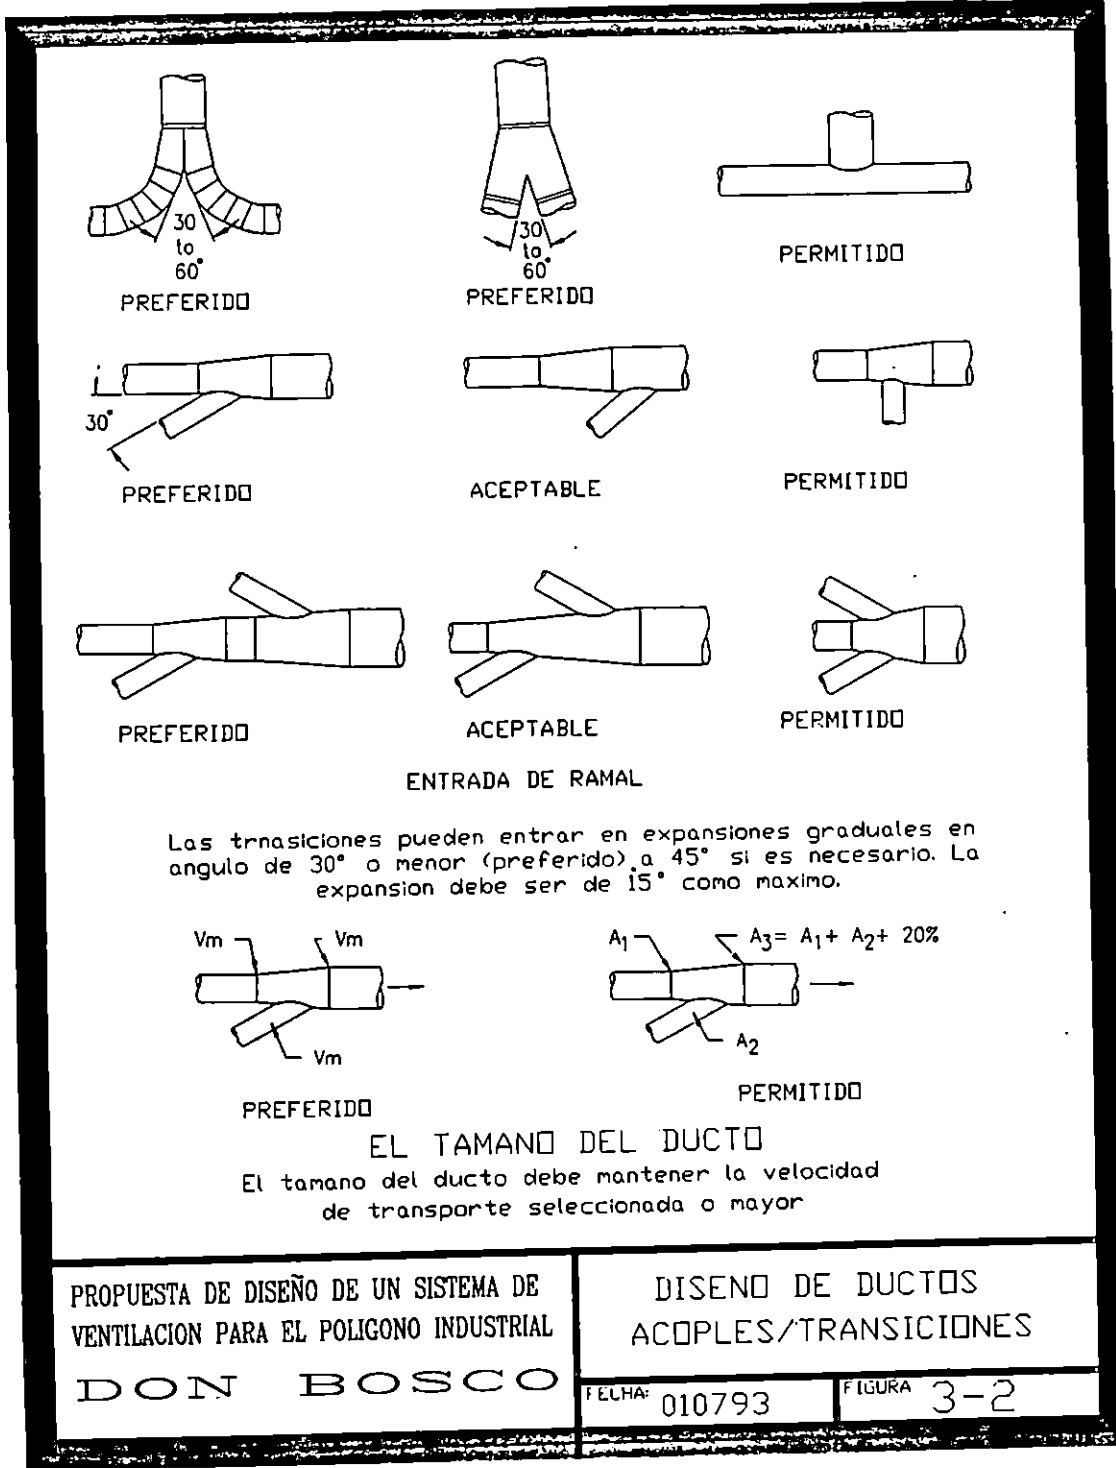 30
to
60°
PREFERIDO
30
to
60°
PREFERIDO
PERMITIDO
30°
PREFERIDO
ACEPTABLE
PERMITIDO
PREFERIDO
ACEPTABLE
PERMITIDO
ENTRADA DE RAMAL
Las trnasiciones pueden entrar en expansiones graduales en
angulo de 30° o menor (preferido) a 45° si es necesario. La
expansion debe ser de 15° como maximo.
Vm Vm
Vm
PREFERIDO
A1 A3= A1+ A2+ 20%
A2
PERMITIDO
EL TAMANO DEL DUCTO
El tamano del ducto debe mantener la velocidad
de transporte seleccionada o mayor
PROPUESTA DE DISEÑO DE UN SISTEMA DE
VENTILACION PARA EL POLIGONO INDUSTRIAL
DON BOSCO
DISENO DE DUCTOS
ACOPLES/TRANSICIONES
FECHA: 010793
FIGURA 3-2